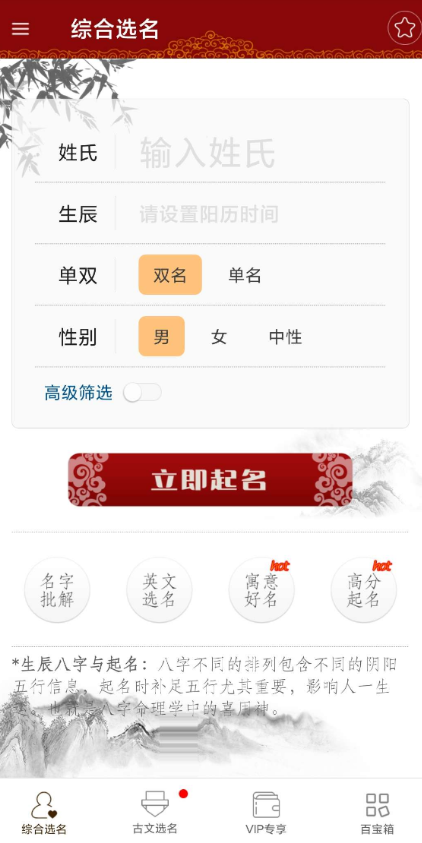 综合选名
姓氏 输入姓氏
生辰 请设置阳历时间
单双 双名 单名
性别 男 女 中性
高级筛选
立即起名
名字
批解
英文
选名
hot
寓意
好名
hot
高分
起名
*生辰八字与起名：八字不同的排列包含不同的阴阳
五行信息，起名时补足五行尤其重要，影响人一生
八字命理学中的喜用神。
综合选名 古文选名 VIP专享 百宝箱